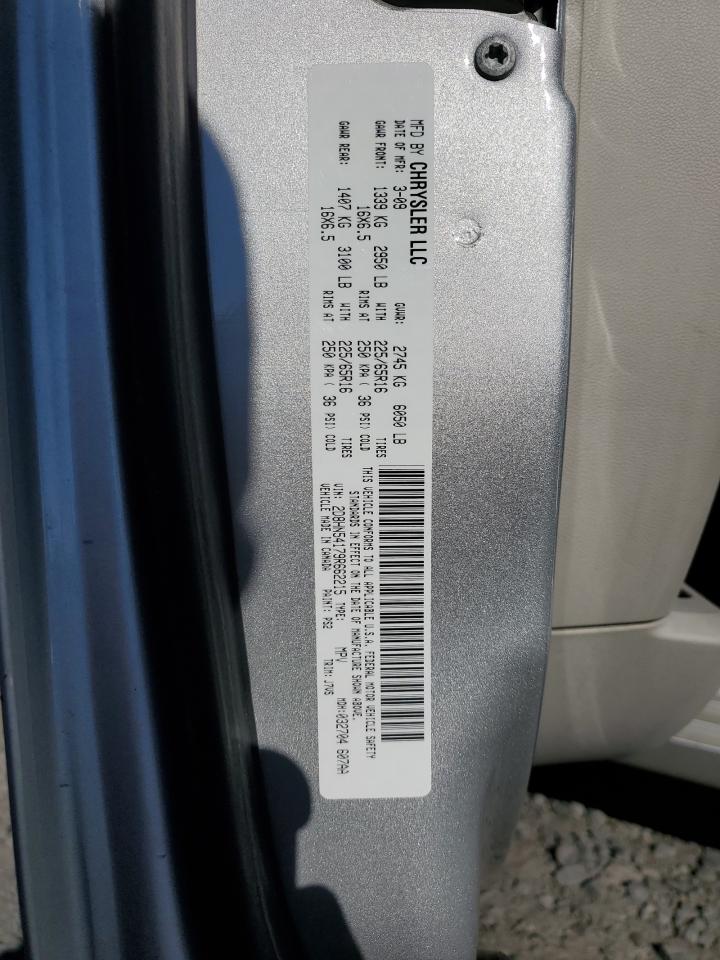 MFD BY CHRYSLER LLC
DATE OF MFR: 3-09 GVWR: 2745 KG 6050 LB
GAWR FRONT: 1339 KG 2950 LB WITH 225/65R16 TIRES
16X6.5 RIMS AT 250 KPA ( 36 PSI) COLD
GAWR REAR: 1407 KG 3100 LB WITH 225/65R16 TIRES
16X6.5 RIMS AT 250 KPA ( 36 PSI) COLD
THIS VEHICLE CONFORMS TO ALL APPLICABLE U.S.A. FEDERAL MOTOR VEHICLE SAFETY
STANDARDS IN EFFECT ON THE DATE OF MANUFACTURE SHOWN ABOVE.
VIN: 2D8HN54179R662215 TYPE: MPV MDH:032704 607AA
VEHICLE MADE IN CANADA PAINT: PS2 TRIM: J7VS